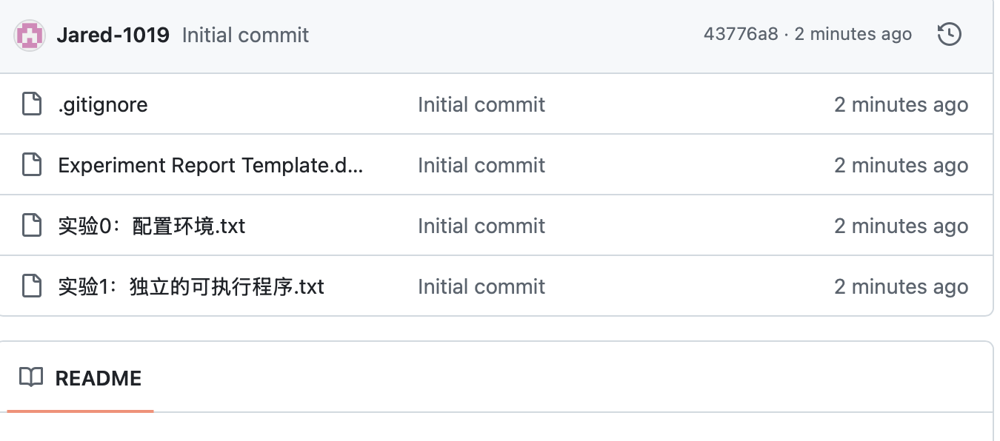 Jared-1019 Initial commit 43776a8 · 2 minutes ago
.gitignore Initial commit 2 minutes ago
Experiment Report Template.d... Initial commit 2 minutes ago
实验0：配置环境.txt Initial commit 2 minutes ago
实验1：独立的可执行程序.txt Initial commit 2 minutes ago
README